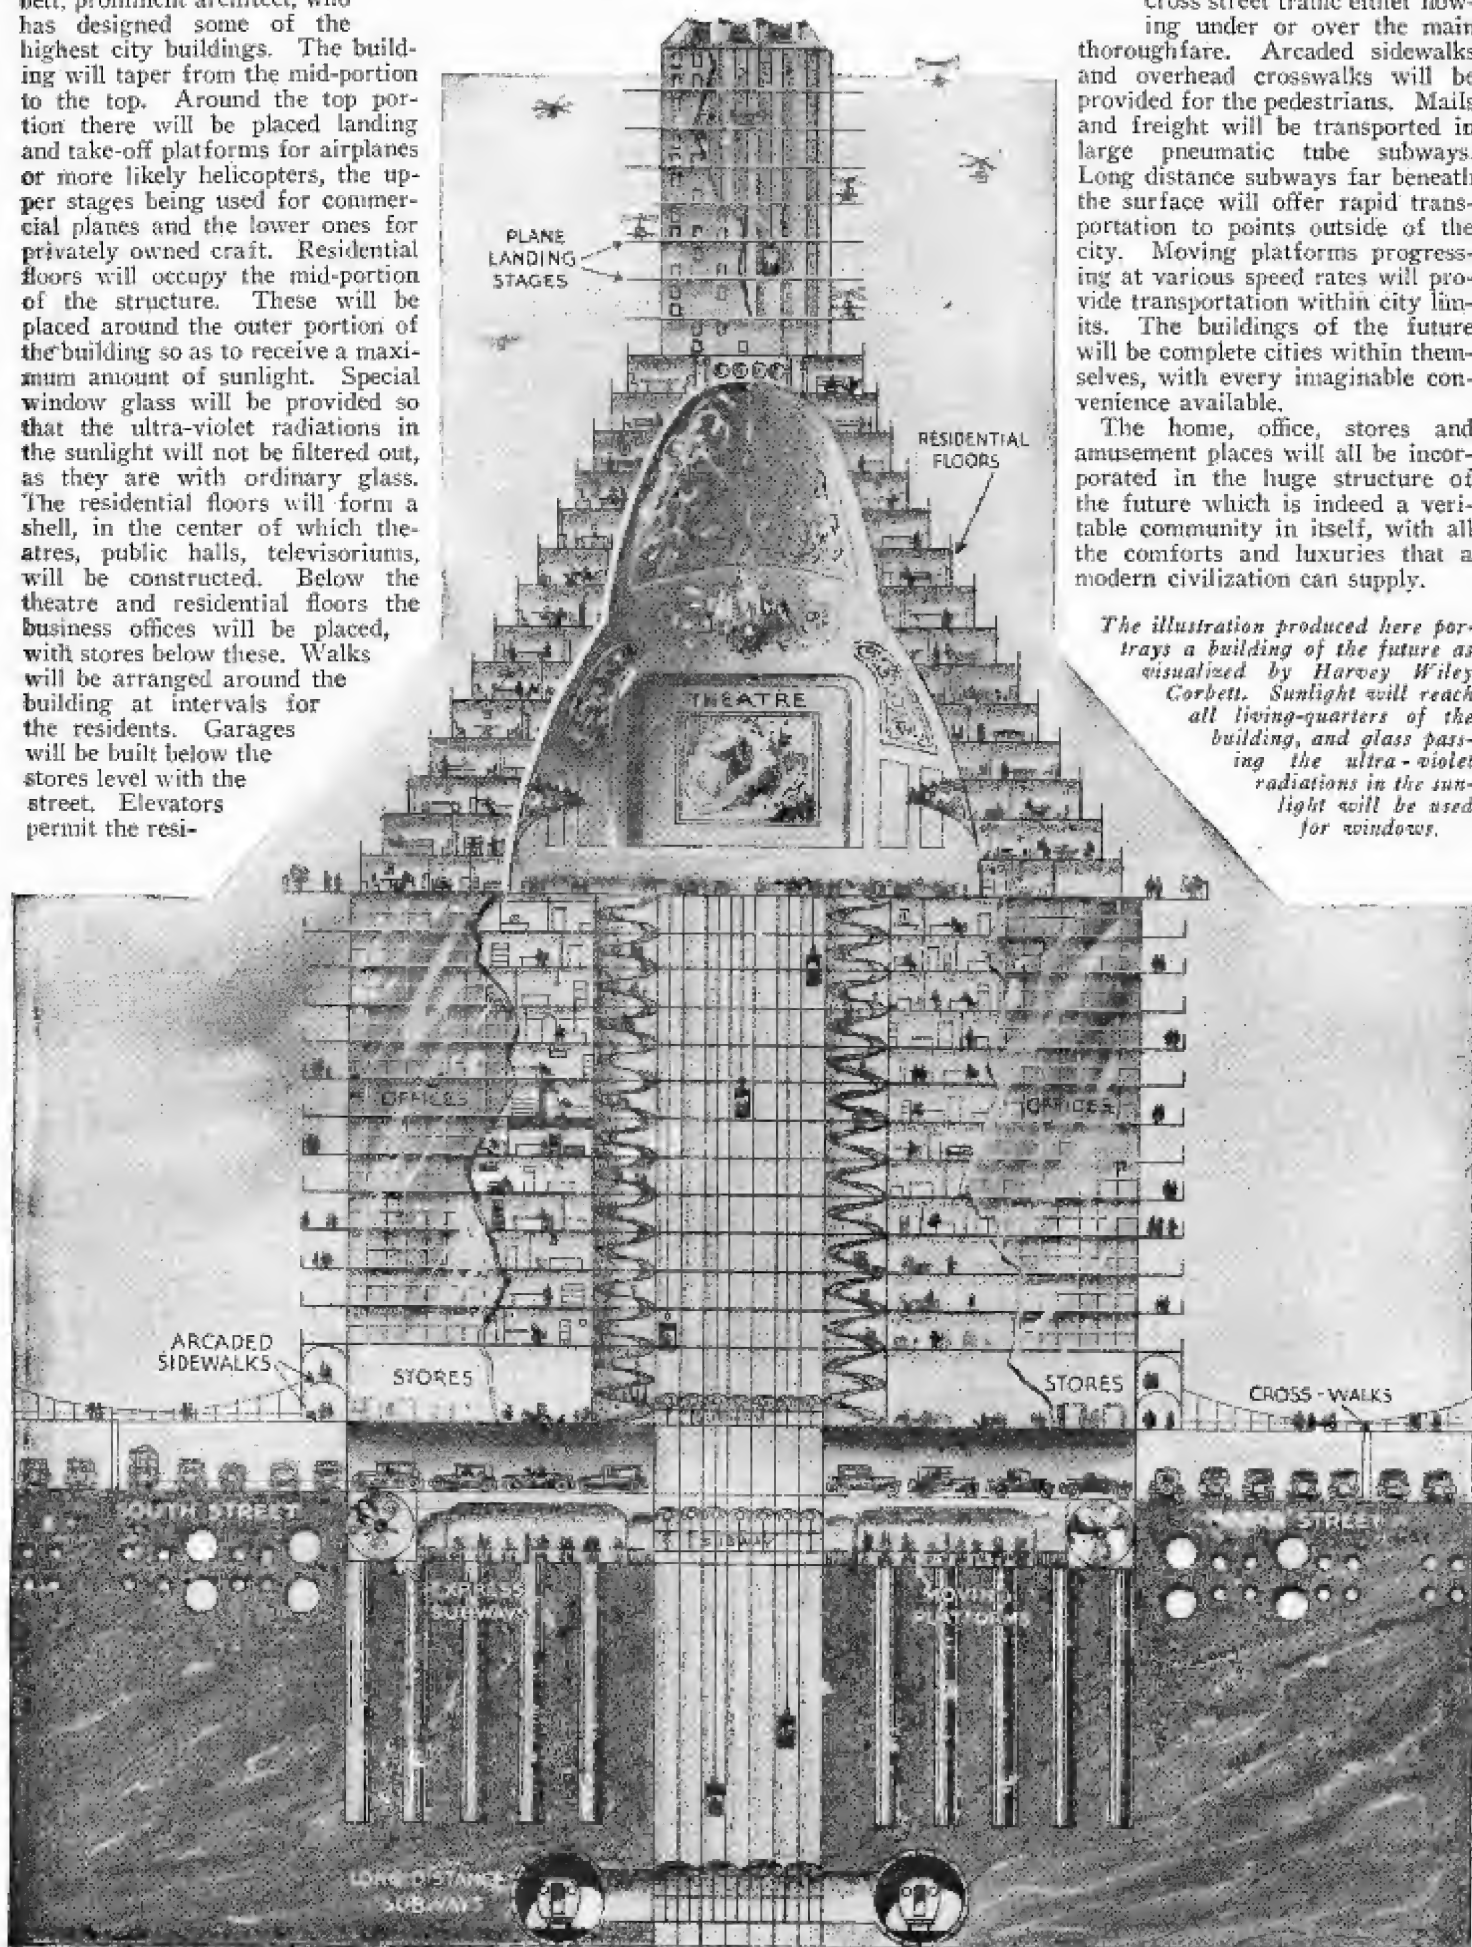 bett, prominent architect, who
has designed some of the
highest city buildings. The build-
ing will taper from the mid-portion
to the top. Around the top por-
tion there will be placed landing
and take-off platforms for airplanes
or more likely helicopters, the up-
per stages being used for commer-
cial planes and the lower ones for
privately owned craft. Residential
floors will occupy the mid-portion
of the structure. These will be
placed around the outer portion of
the building so as to receive a maxi-
mum amount of sunlight. Special
window glass will be provided so
that the ultra-violet radiations in
the sunlight will not be filtered out,
as they are with ordinary glass.
The residential floors will form a
shell, in the center of which the-
atres, public halls, televisoriums,
will be constructed. Below the
theatre and residential floors the
business offices will be placed,
with stores below these. Walks
will be arranged around the
building at intervals for
the residents. Garages
will be built below the
stores level with the
street. Elevators
permit the resi-
cross street traffic either flow-
ing under or over the main
thoroughfare. Arcaded sidewalks
and overhead crosswalks will be
provided for the pedestrians. Mails
and freight will be transported in
large pneumatic tube subways.
Long distance subways far beneath
the surface will offer rapid trans-
portation to points outside of the
city. Moving platforms progress-
ing at various speed rates will pro-
vide transportation within city lim-
its. The buildings of the future
will be complete cities within them-
selves, with every imaginable con-
venience available.
The home, office, stores and
amusement places will all be incor-
porated in the huge structure of
the future which is indeed a veri-
table community in itself, with all
the comforts and luxuries that a
modern civilization can supply.
The illustration produced here por-
trays a building of the future as
visualized by Harvey Wiley
Corbett. Sunlight will reach
all living-quarters of the
building, and glass pass-
ing the ultra-violet
radiations in the sun-
light will be used
for windows.
PLANE
LANDING
STAGES
RESIDENTIAL
FLOORS
THEATRE
OFFICES
OFFICES
ARCADED
SIDEWALKS
STORES
STORES
CROSS-WALKS
SOUTH STREET
NORTH STREET
SUBWAY
EXPRESS
SUBWAYS
MOVING
PLATFORMS
LONG DISTANCE
SUBWAYS